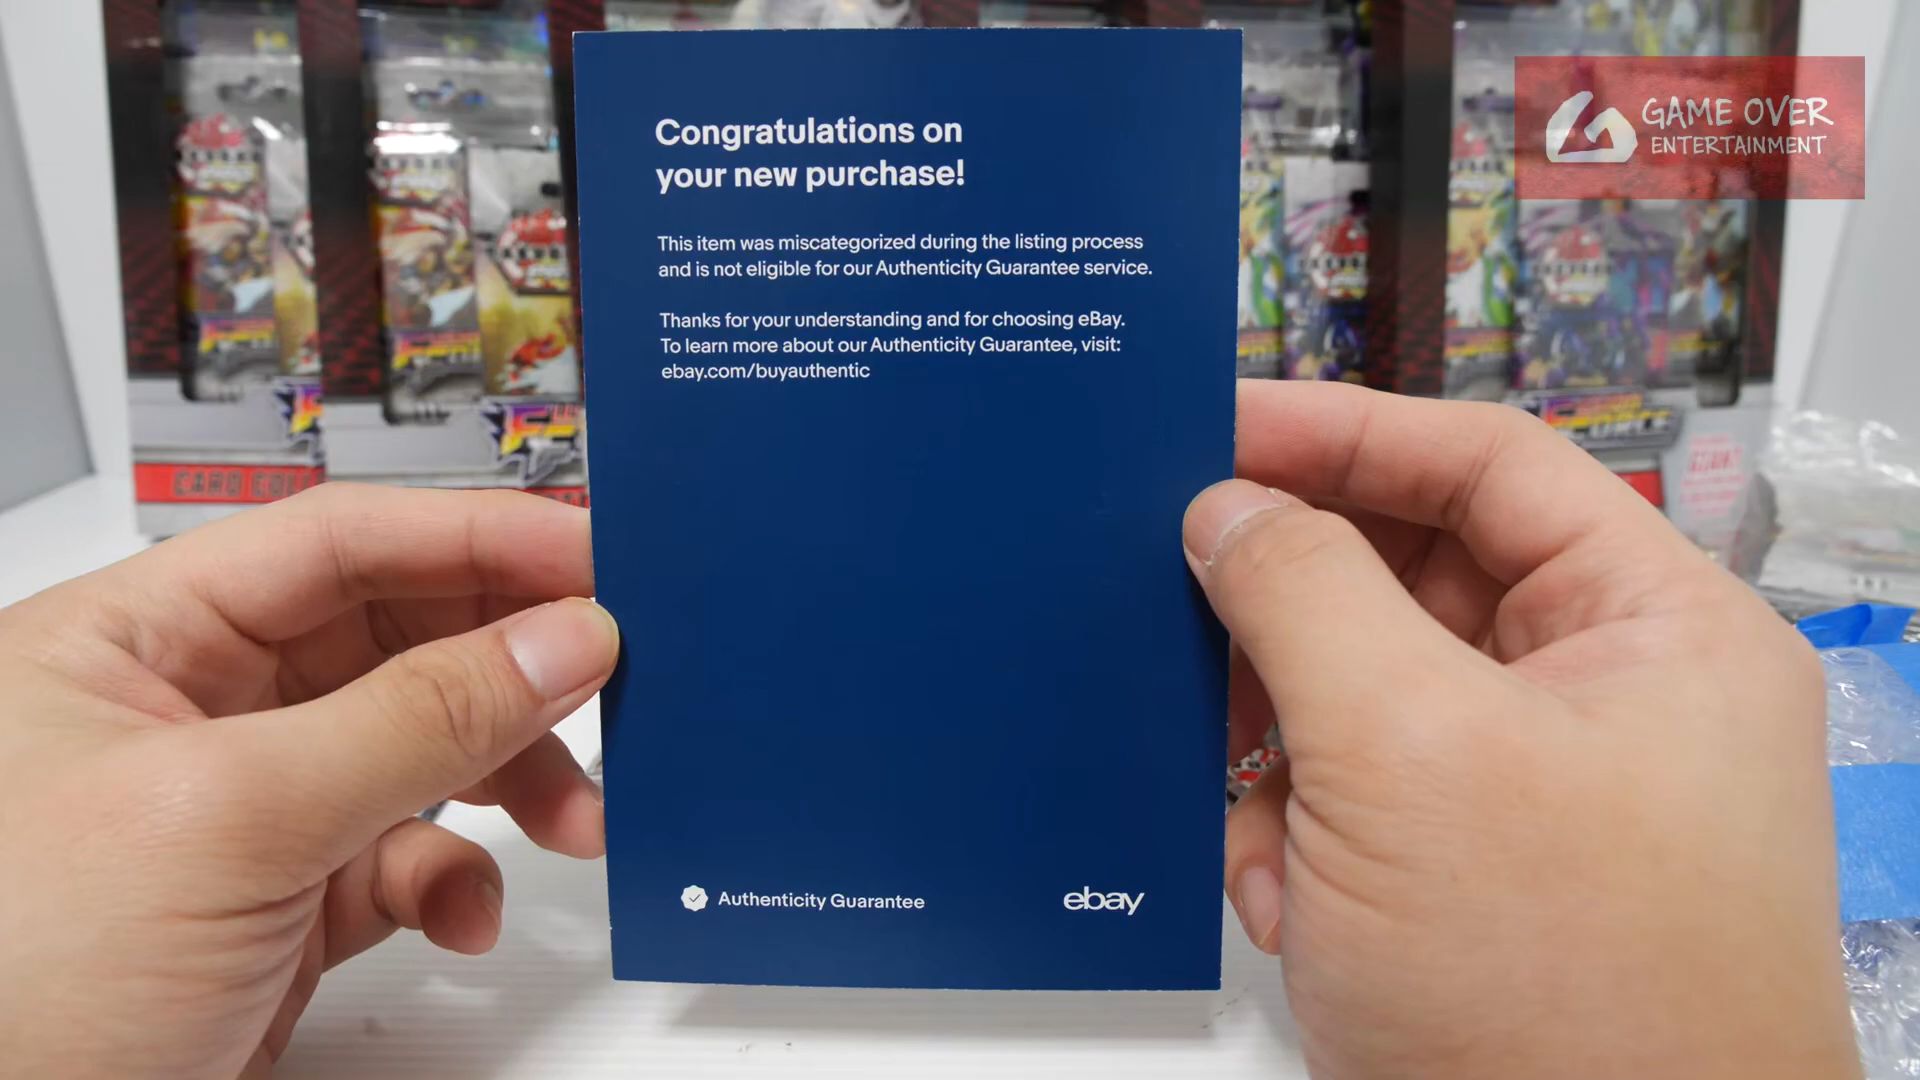 GAME OVER
ENTERTAINMENT
Congratulations on
your new purchase!
This item was miscategorized during the listing process
and is not eligible for our Authenticity Guarantee service.
Thanks for your understanding and for choosing eBay.
To learn more about our Authenticity Guarantee, visit:
ebay.com/buyauthentic
Authenticity Guarantee
ebay
CARD COLL